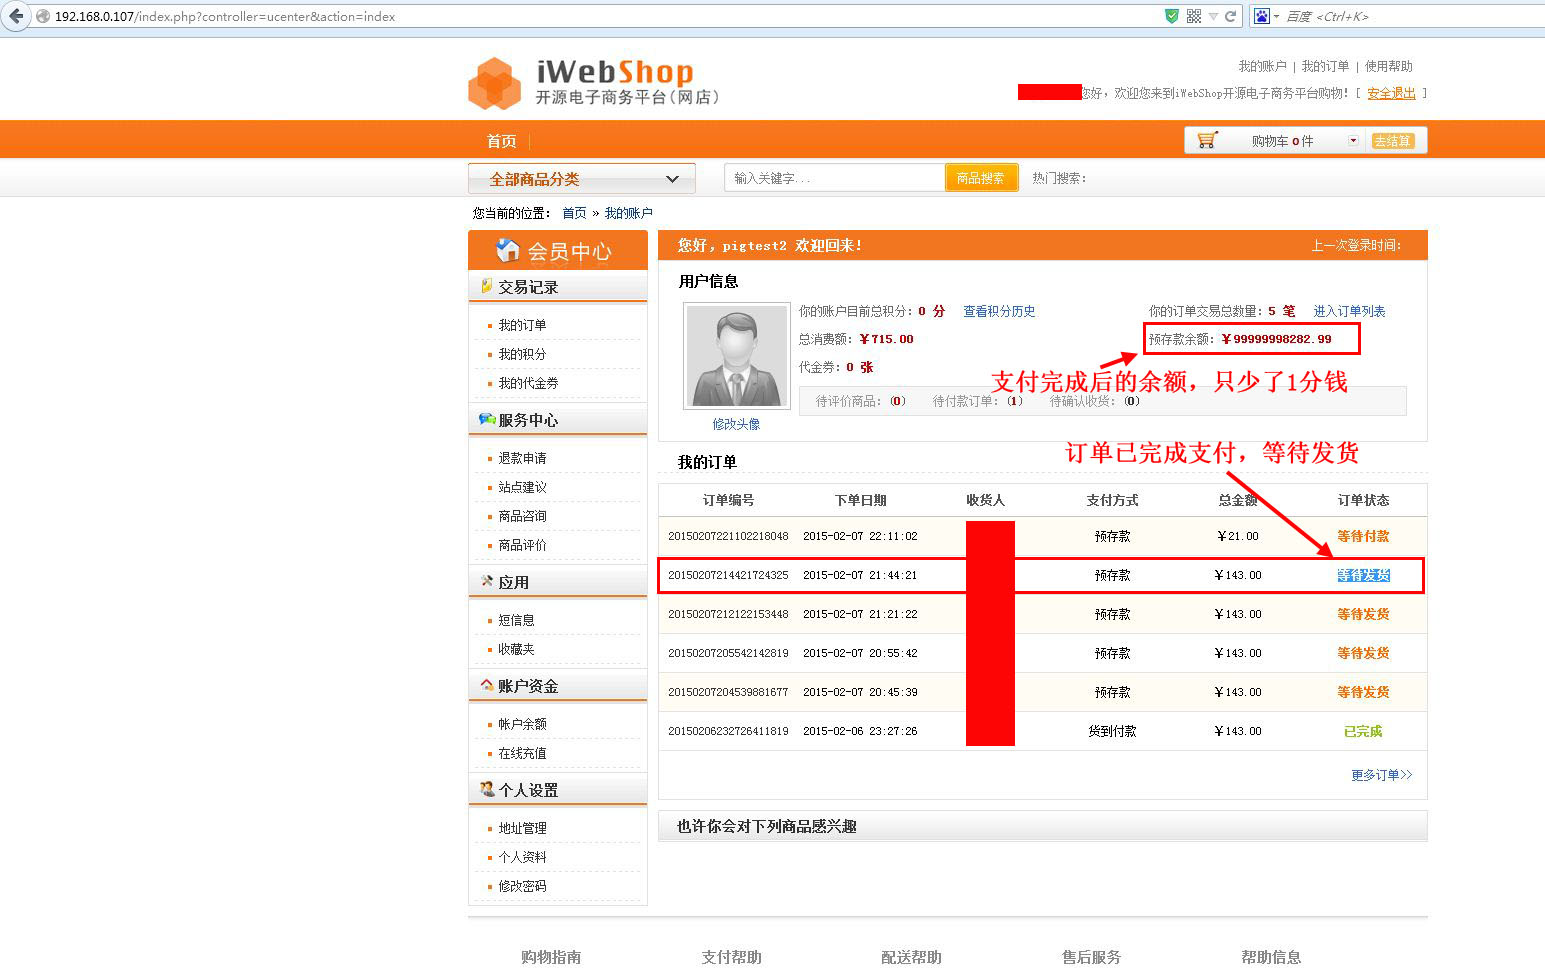 192.168.0.107/index.php?controller=ucenter&action=index
百度 <Ctrl+K>
iWebShop
开源电子商务平台(网店)
我的账户 | 我的订单 | 使用帮助
您好，欢迎您来到iWebShop开源电子商务平台购物！[ 安全退出 ]
首页
购物车 0 件
去结算
全部商品分类
输入关键字...
商品搜索
热门搜索：
您当前的位置： 首页 » 我的账户
会员中心
交易记录
我的订单
我的积分
我的代金券
服务中心
退款申请
站点建议
商品咨询
商品评价
应用
短信息
收藏夹
账户资金
帐户余额
在线充值
个人设置
地址管理
个人资料
修改密码
您好，pigtest2 欢迎回来！
上一次登录时间：
用户信息
你的账户目前总积分：0 分 查看积分历史
你的订单交易总数量：5 笔 进入订单列表
总消费额：￥715.00
预存款余额：￥99999998282.99
代金券：0 张
支付完成后的余额，只少了1分钱
待评价商品：(0) 待付款订单：(1) 待确认收货：(0)
修改头像
订单已完成支付，等待发货
我的订单
订单编号 下单日期 收货人 支付方式 总金额 订单状态
20150207221102218048 2015-02-07 22:11:02 预存款 ￥21.00 等待付款
20150207214421724325 2015-02-07 21:44:21 预存款 ￥143.00 等待发货
20150207212122153448 2015-02-07 21:21:22 预存款 ￥143.00 等待发货
20150207205542142819 2015-02-07 20:55:42 预存款 ￥143.00 等待发货
20150207204539881677 2015-02-07 20:45:39 预存款 ￥143.00 等待发货
20150206232726411819 2015-02-06 23:27:26 货到付款 ￥143.00 已完成
更多订单>>
也许你会对下列商品感兴趣
购物指南 支付帮助 配送帮助 售后服务 帮助信息